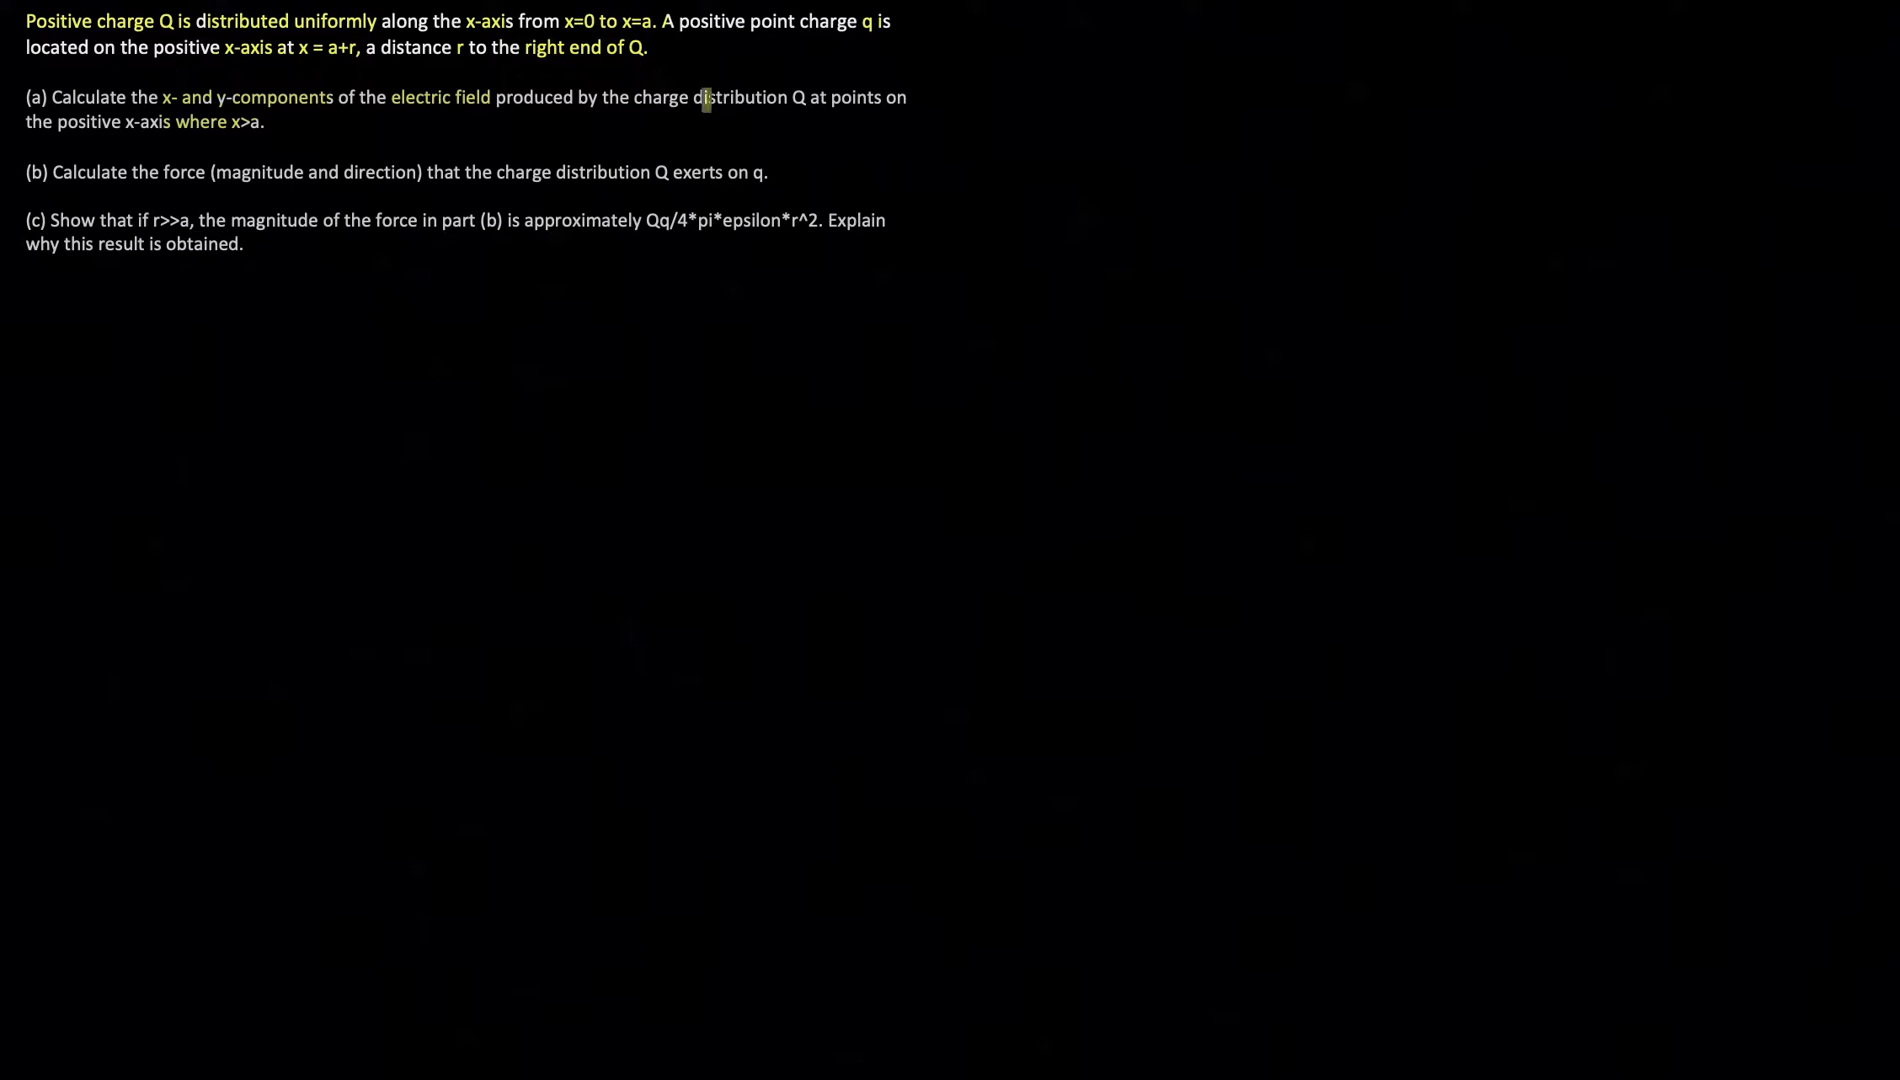 Positive charge Q is distributed uniformly along the x-axis from x=0 to x=a. A positive point charge q is
located on the positive x-axis at x = a+r, a distance r to the right end of Q.
(a) Calculate the x- and y-components of the electric field produced by the charge distribution Q at points on
the positive x-axis where x>a.
(b) Calculate the force (magnitude and direction) that the charge distribution Q exerts on q.
(c) Show that if r>>a, the magnitude of the force in part (b) is approximately Qq/4*pi*epsilon*r^2. Explain
why this result is obtained.